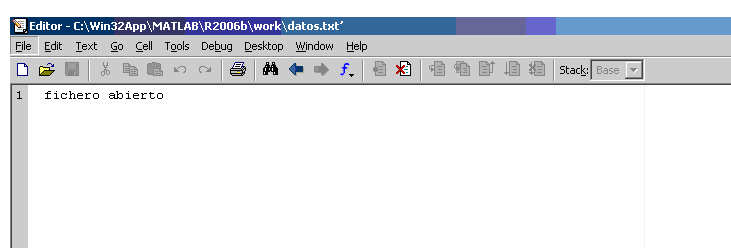 Editor - C:\Win32App\MATLAB\R2006b\work\datos.txt'
File Edit Text Go Cell Tools Debug Desktop Window Help
Stack: Base
1 fichero abierto